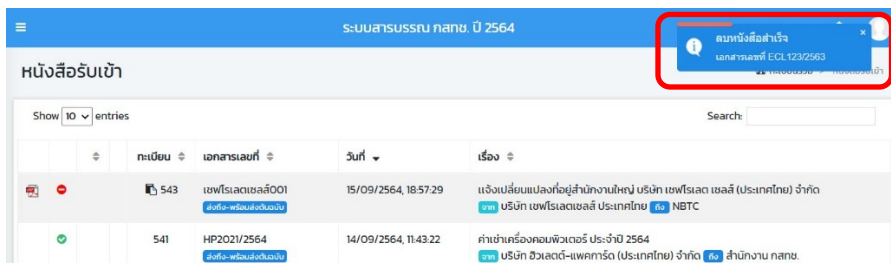 ระบบสารบรรณ กสทช. ปี 2564
ลบหนังสือสำเร็จ ×
เอกสารเลขที่ ECL123/2563
หนังสือรับเข้า
Show 10 entries
Search:
ทะเบียน เอกสารเลขที่ วันที่ เรื่อง
543 เชฟโรเลตเซลส์001 15/09/2564, 18:57:29 แจ้งเปลี่ยนแปลงที่อยู่สำนักงานใหญ่ บริษัท เชฟโรเลต เซลส์ (ประเทศไทย) จำกัด
ส่งถึง-พร้อมส่งต้นฉบับ จาก บริษัท เชฟโรเลตเซลส์ ประเทศไทย ถึง NBTC
541 HP2021/2564 14/09/2564, 11:43:22 ค่าเช่าเครื่องคอมพิวเตอร์ ประจำปี 2564
ส่งถึง-พร้อมส่งต้นฉบับ จาก บริษัท ฮิวเลตต์-แพคการ์ด (ประเทศไทย) จำกัด ถึง สำนักงาน กสทช.